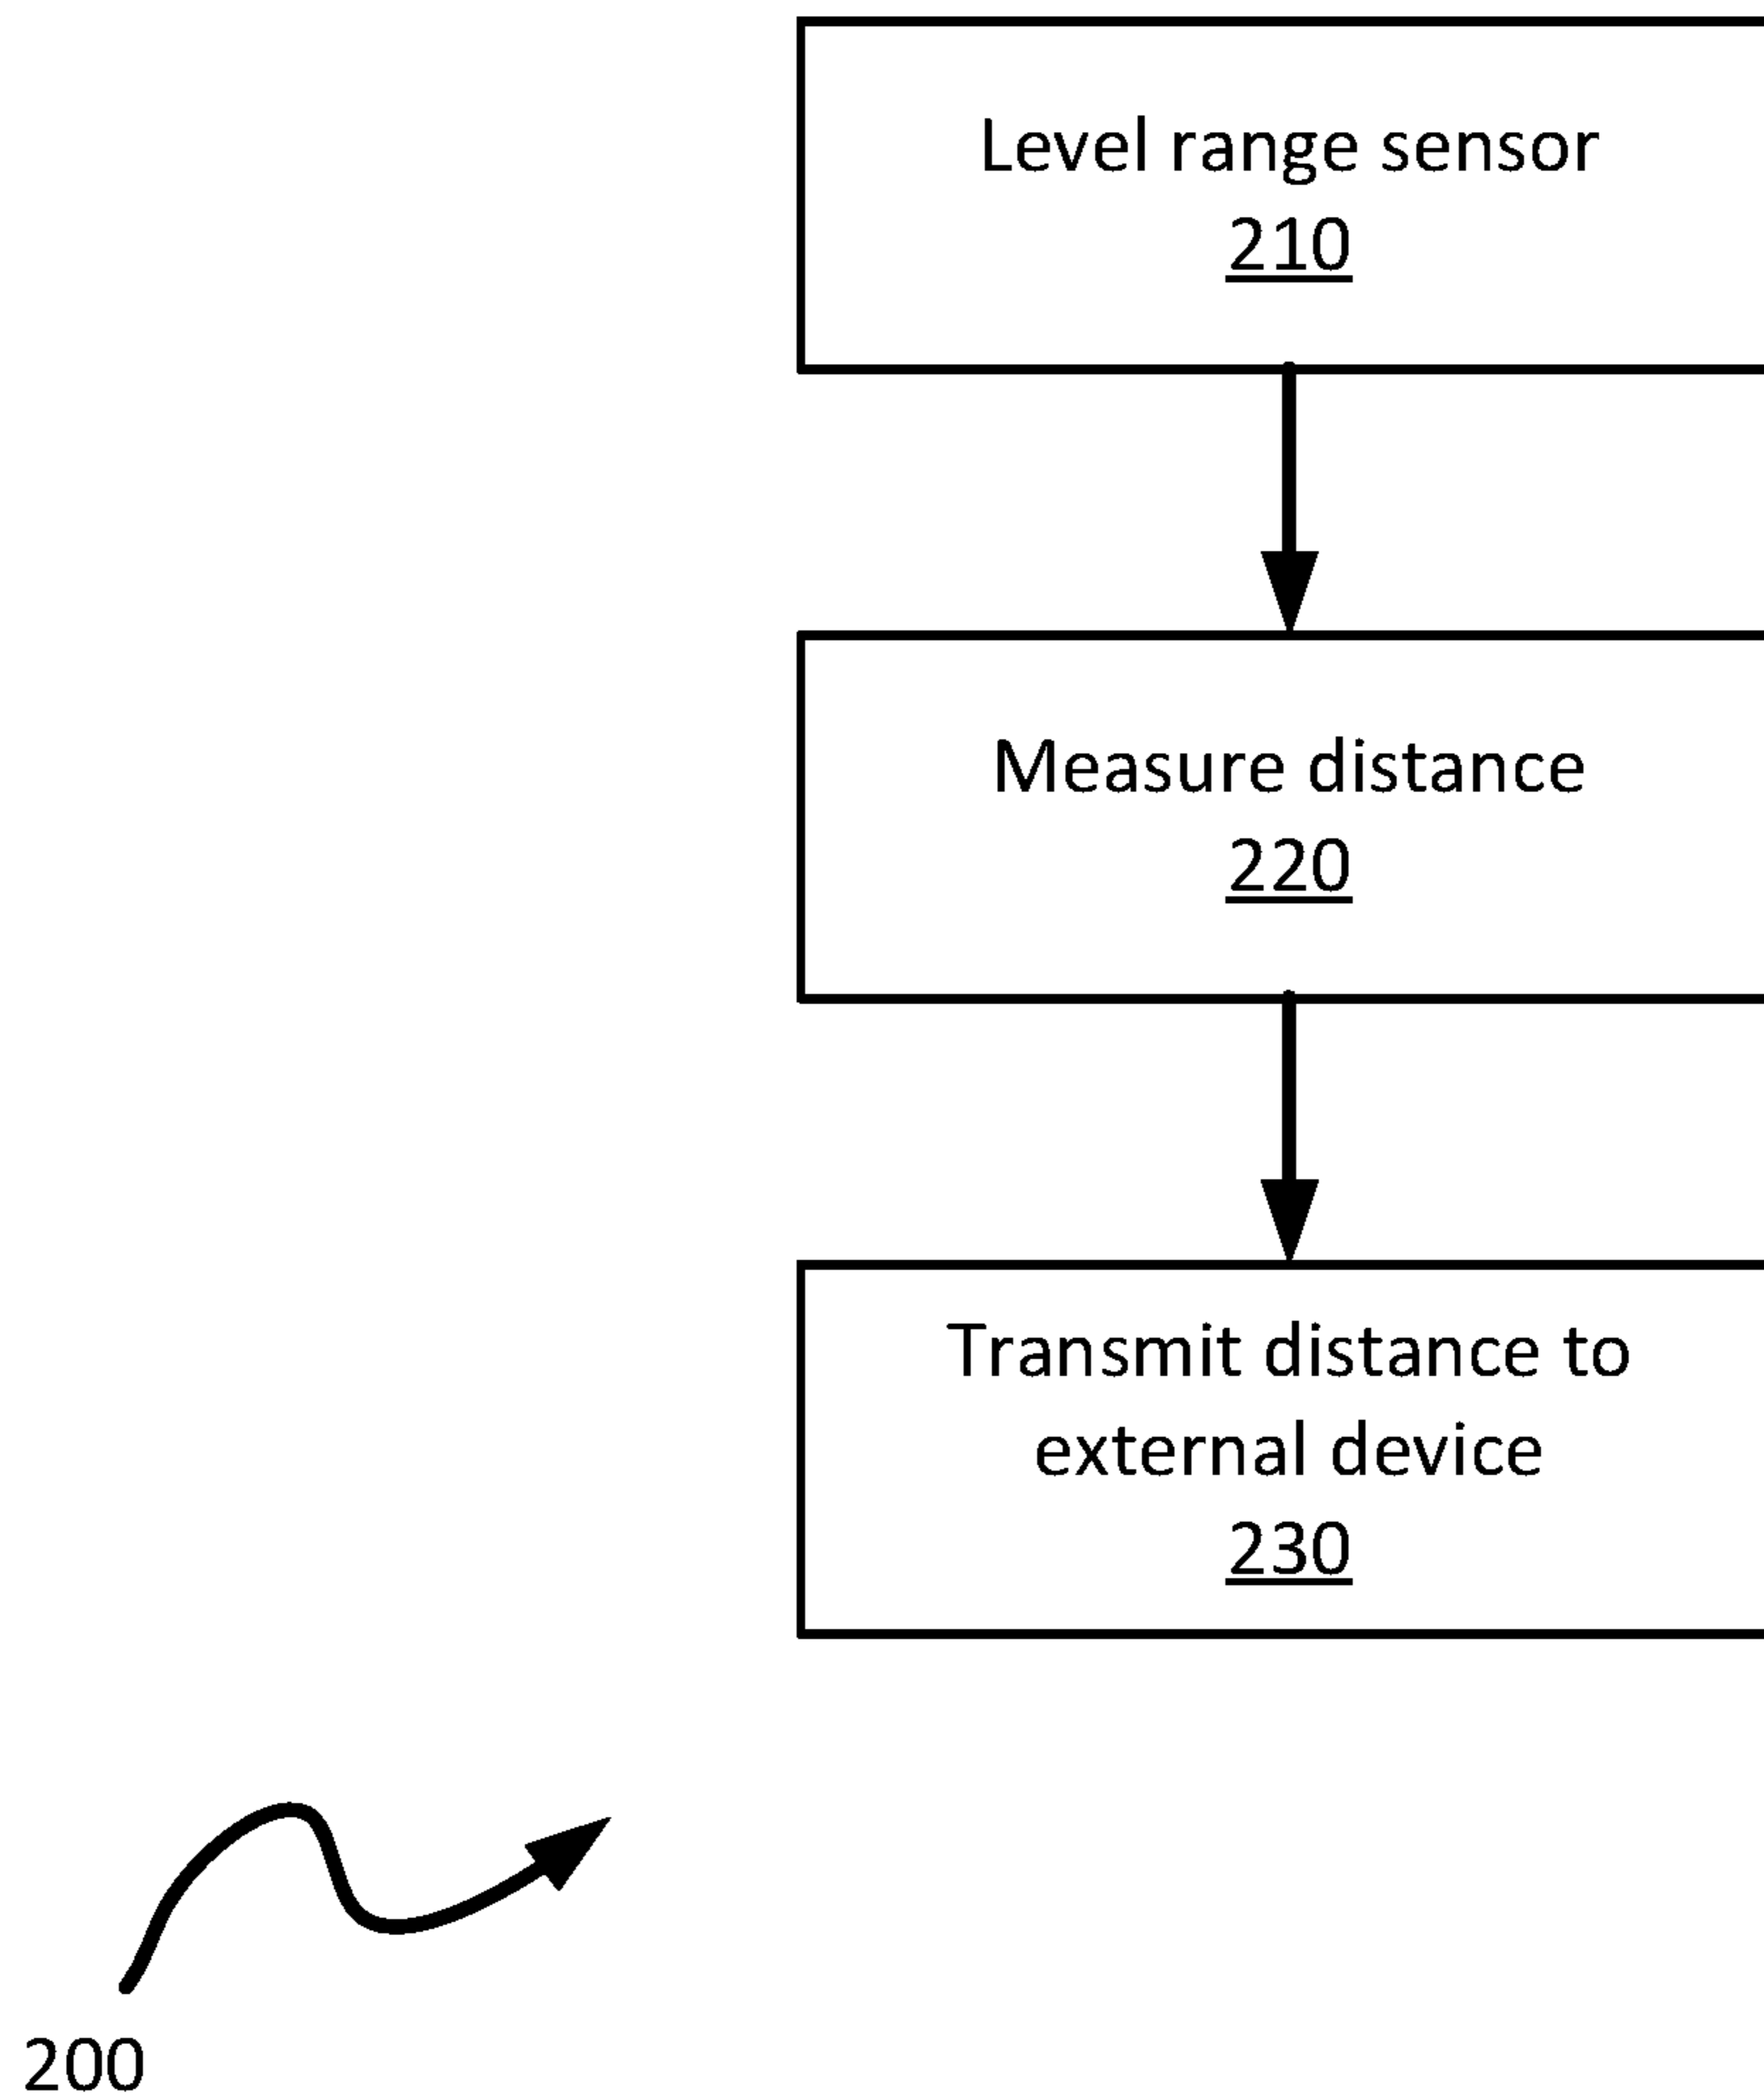 Level range sensor
210
Measure distance
220
Transmit distance to
external device
230
200